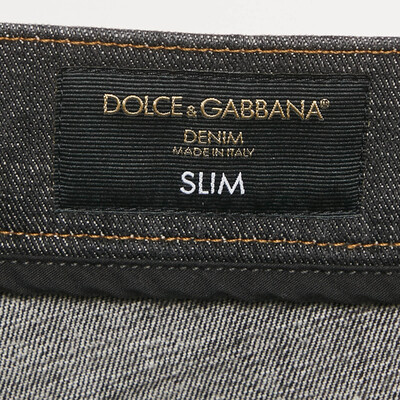 DOLCE & GABBANA®
DENIM
MADE IN ITALY
SLIM